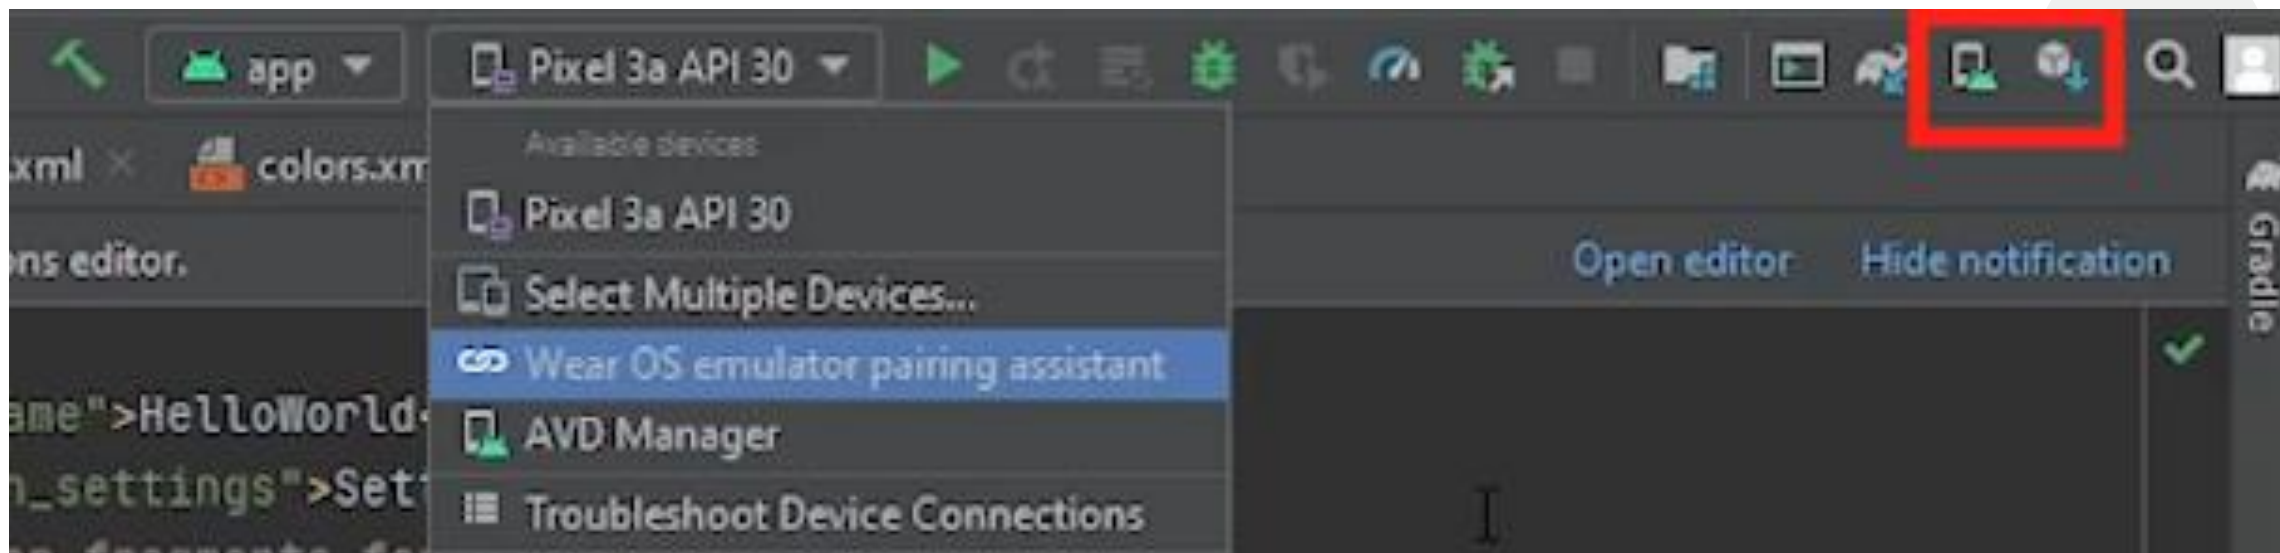 app
Pixel 3a API 30
Available devices
xml
colors.xm
Pixel 3a API 30
ns editor.
Open editor
Hide notification
Gradle
Select Multiple Devices...
Wear OS emulator pairing assistant
ame">HelloWorld<
AVD Manager
n_settings">Set
Troubleshoot Device Connections